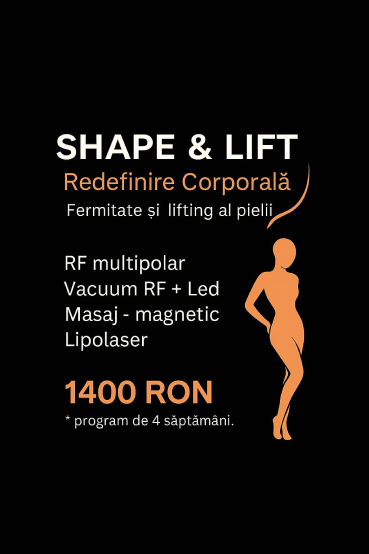 SHAPE & LIFT
Redefinire Corporală
Fermitate și lifting al pielii
RF multipolar
Vacuum RF + Led
Masaj - magnetic
Lipolaser
1400 RON
* program de 4 săptămâni.